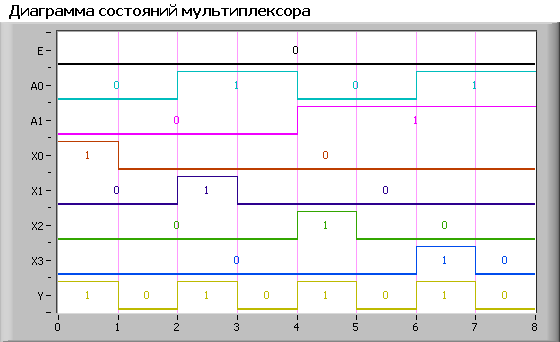 Диаграмма состояний мультиплексора
E 0
A0 0 1 0 1
A1 0 1
X0 1 0
X1 0 1 0
X2 0 1 0
X3 0 1 0
Y 1 0 1 0 1 0 1 0
0 1 2 3 4 5 6 7 8